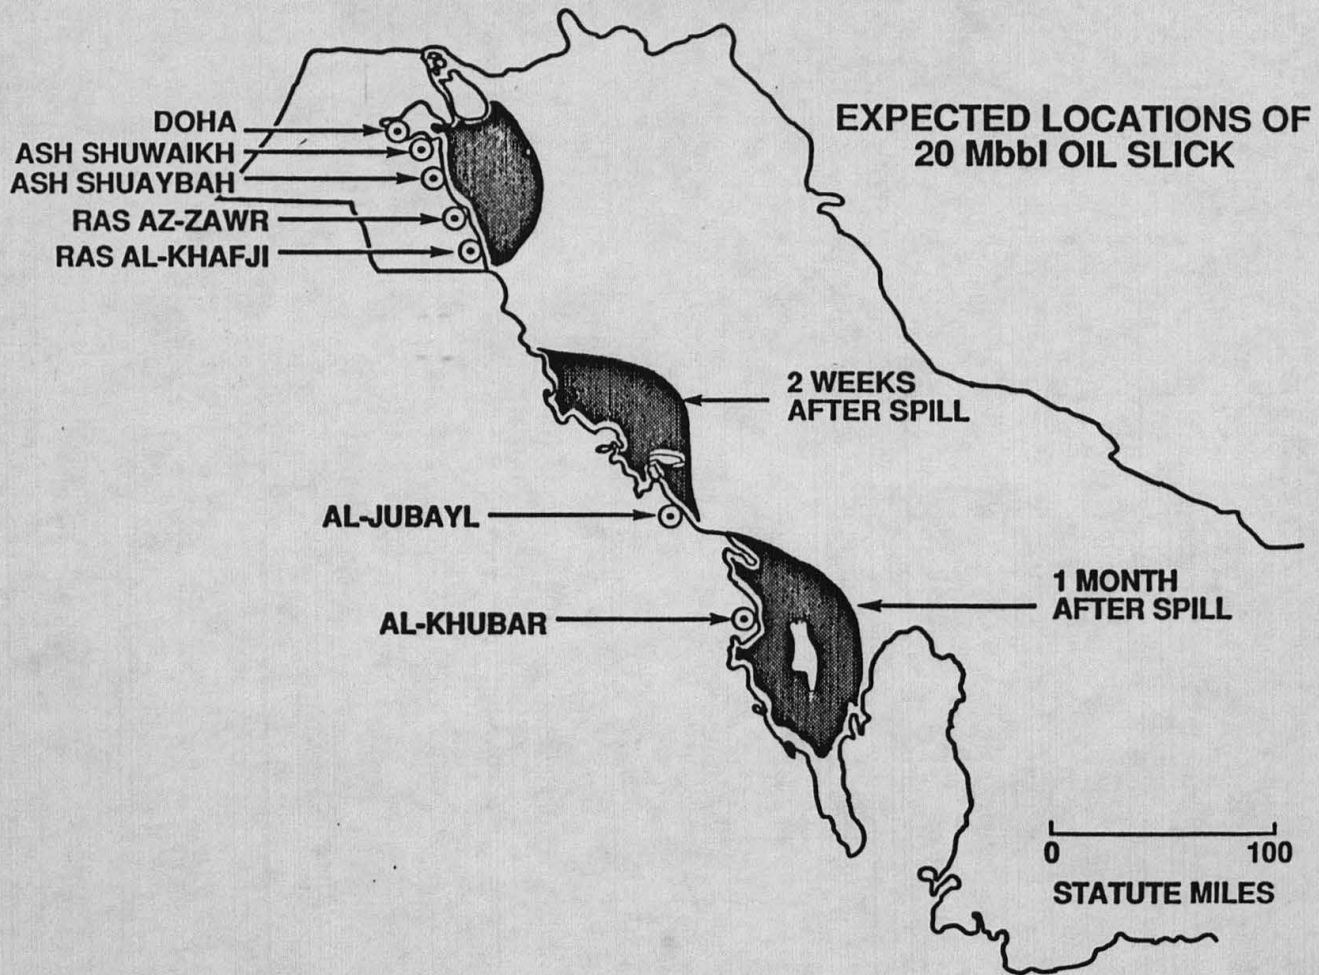 EXPECTED LOCATIONS OF
20 Mbbl OIL SLICK
DOHA
ASH SHUWAIKH
ASH SHUAYBAH
RAS AZ-ZAWR
RAS AL-KHAFJI
2 WEEKS
AFTER SPILL
AL-JUBAYL
1 MONTH
AFTER SPILL
AL-KHUBAR
0 100
STATUTE MILES